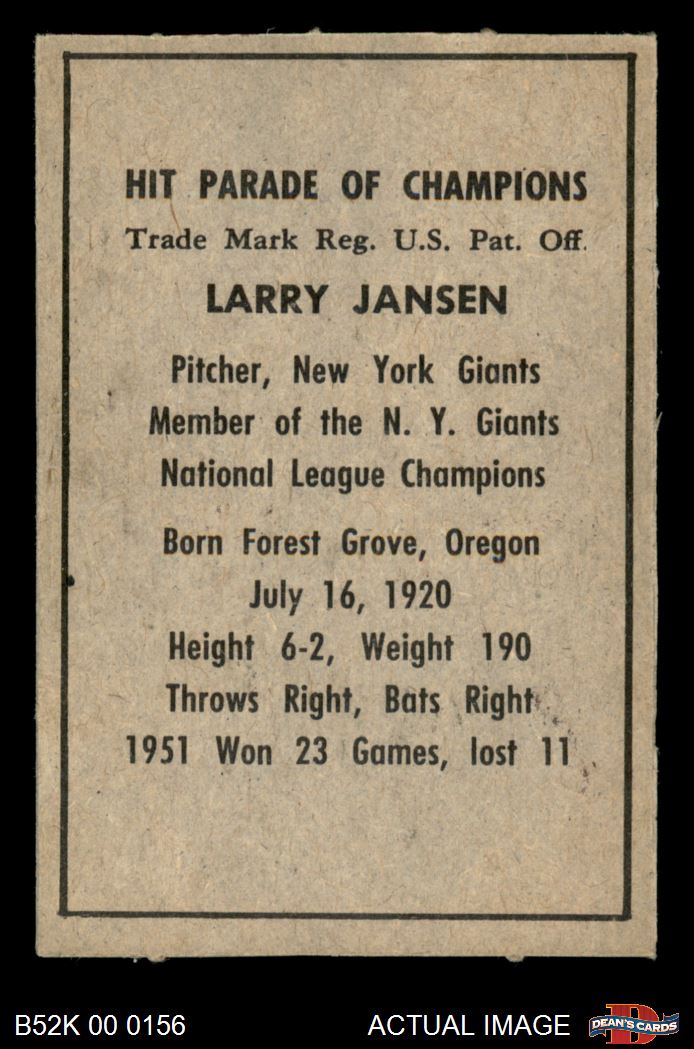 HIT PARADE OF CHAMPIONS
Trade Mark Reg. U.S. Pat. Off.
LARRY JANSEN
Pitcher, New York Giants
Member of the N. Y. Giants
National League Champions
Born Forest Grove, Oregon
July 16, 1920
Height 6-2, Weight 190
Throws Right, Bats Right
1951 Won 23 Games, lost 11
B52K 00 0156
ACTUAL IMAGE
D
DEAN'S CARDS